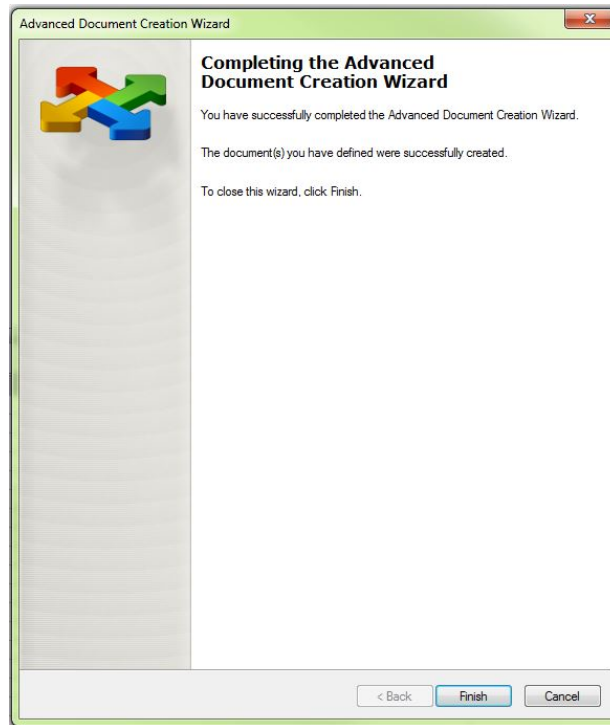 Advanced Document Creation Wizard
Completing the Advanced
Document Creation Wizard
You have successfully completed the Advanced Document Creation Wizard.
The document(s) you have defined were successfully created.
To close this wizard, click Finish.
< Back Finish Cancel